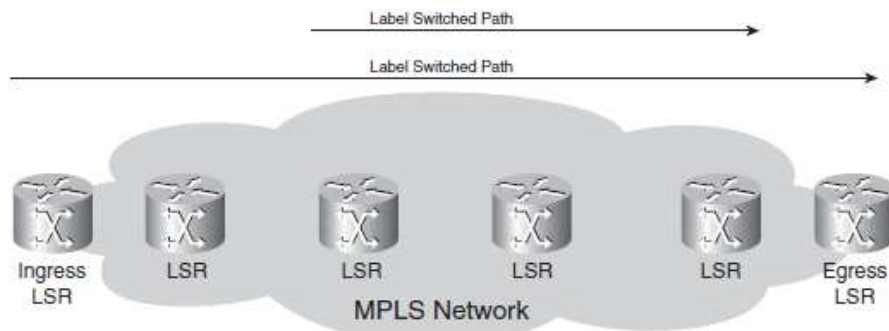 Label Switched Path
Label Switched Path
Ingress
LSR
LSR
LSR
LSR
LSR
Egress
LSR
MPLS Network